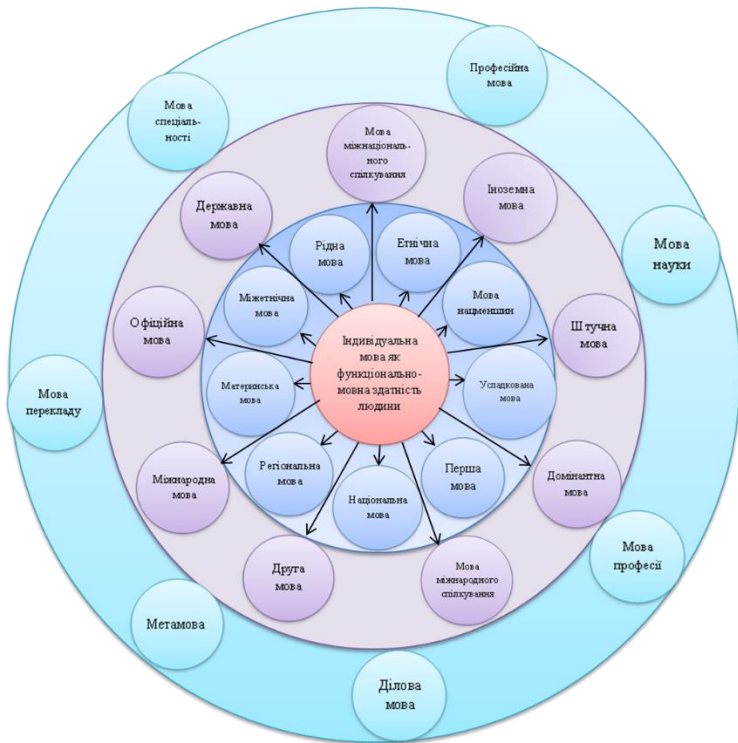 Професійна
мова
Мова
спеціаль-
ності
Мова
міжнаціональ-
ного
спілкування
Іноземна
мова
Державна
мова
Рідна
мова
Етнічна
мова
Мова
науки
Міжетнічна
мова
Мова
нацменшин
Офіційна
мова
Індивідуальна
мова як
функціонально-
мовна здатність
людини
Штучна
мова
Мова
перекладу
Материнська
мова
Успадкована
мова
Міжнародна
мова
Регіональна
мова
Національна
мова
Перша
мова
Домінантна
мова
Мова
професії
Друга
мова
Мова
міжнародного
спілкування
Метамова
Ділова
мова